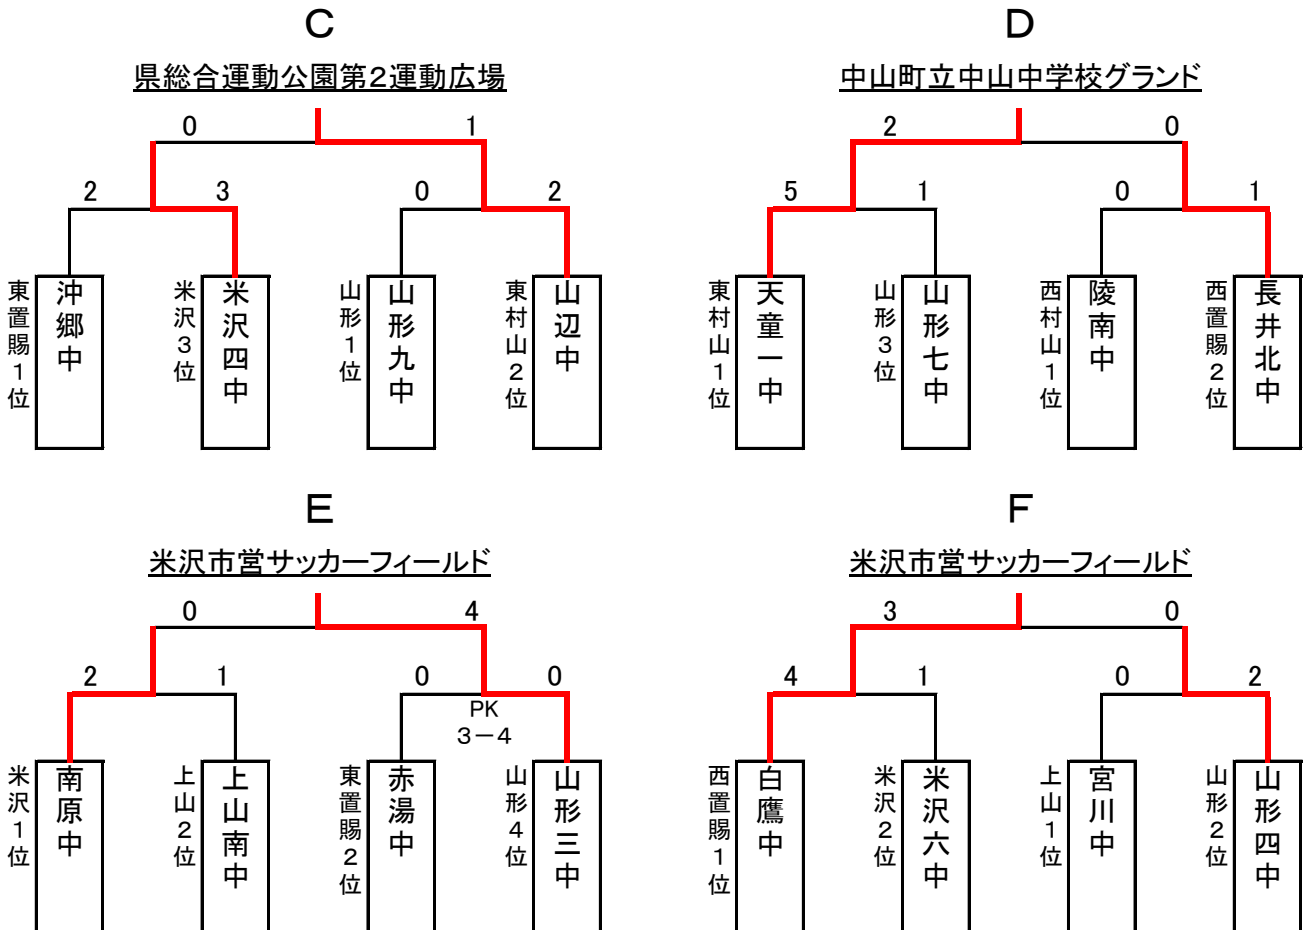 C
県総合運動公園第2運動広場
0 1
2 3 0 2
東置賜1位
沖郷中
米沢3位
米沢四中
山形1位
山形九中
東村山2位
山辺中
D
中山町立中山中学校グランド
2 0
5 1 0 1
東村山1位
天童一中
山形3位
山形七中
西村山1位
陵南中
西置賜2位
長井北中
E
米沢市営サッカーフィールド
0 4
2 1 0 0
PK
3-4
米沢1位
南原中
上山2位
上山南中
東置賜2位
赤湯中
山形4位
山形三中
F
米沢市営サッカーフィールド
3 0
4 1 0 2
西置賜1位
白鷹中
米沢2位
米沢六中
上山1位
宮川中
山形2位
山形四中